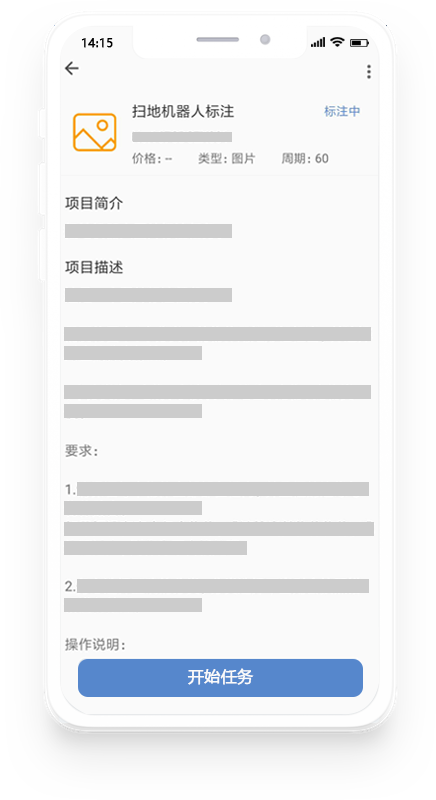 14:15
扫地机器人标注
标注中
价格: -- 类型: 图片 周期: 60
项目简介
项目描述
要求:
1.
2.
操作说明:
开始任务